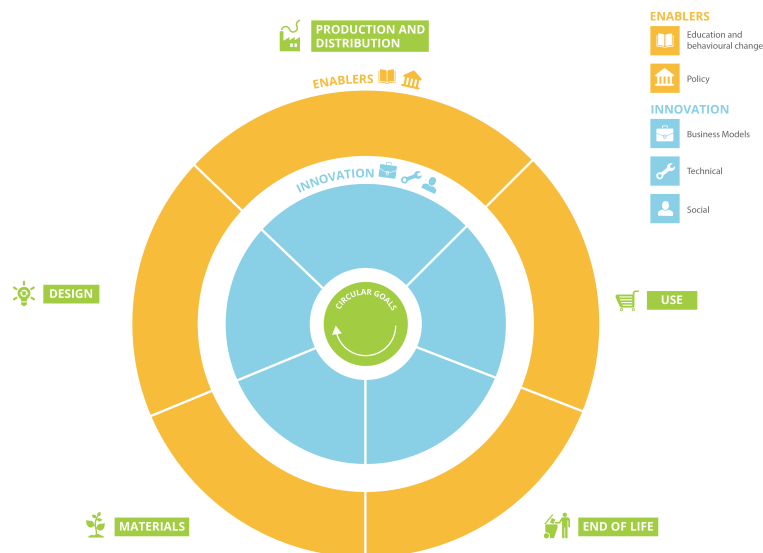 PRODUCTION AND
DISTRIBUTION
ENABLERS
INNOVATION
CIRCULAR GOALS
DESIGN
USE
MATERIALS
END OF LIFE
ENABLERS
Education and
behavioural change
Policy
INNOVATION
Business Models
Technical
Social